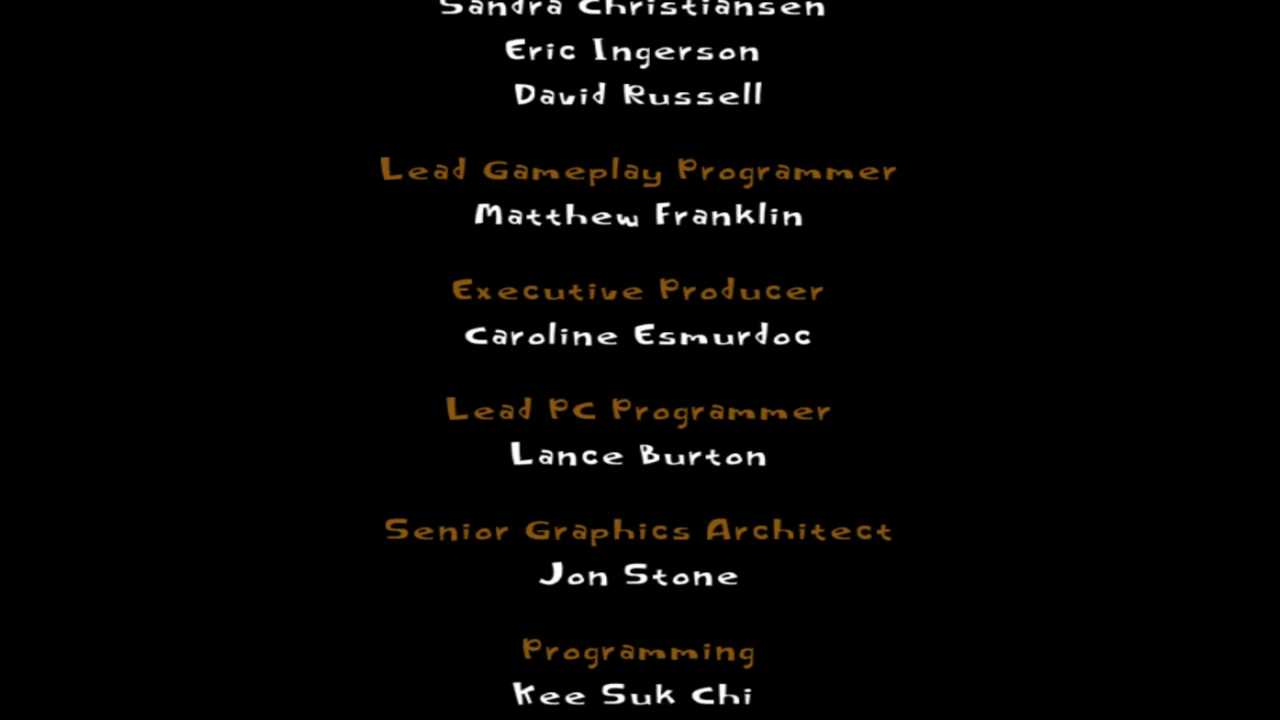 Sandra Christiansen
Eric Ingerson
David Russell
Lead Gameplay Programmer
Matthew Franklin
Executive Producer
Caroline Esmurdoc
Lead PC Programmer
Lance Burton
Senior Graphics Architect
Jon Stone
Programming
Kee Suk Chi